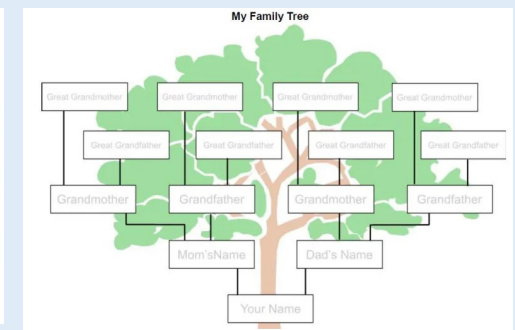 My Family Tree
Great Grandmother
Great Grandmother
Great Grandmother
Great Grandmother
Great Grandfather
Great Grandfather
Great Grandfather
Great Grandfather
Grandmother
Grandfather
Grandmother
Grandfather
Mom'sName
Dad's Name
Your Name